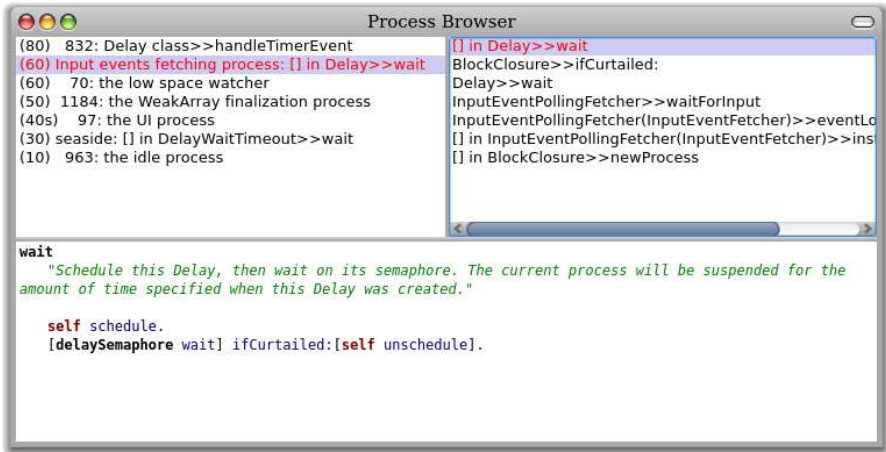 Process Browser
(80) 832: Delay class>>handleTimerEvent
(60) Input events fetching process: [] in Delay>>wait
(60) 70: the low space watcher
(50) 1184: the WeakArray finalization process
(40s) 97: the UI process
(30) seaside: [] in DelayWaitTimeout>>wait
(10) 963: the idle process
[] in Delay>>wait
BlockClosure>>ifCurtailed:
Delay>>wait
InputEventPollingFetcher>>waitForInput
InputEventPollingFetcher(InputEventFetcher)>>eventLo
[] in InputEventPollingFetcher(InputEventFetcher)>>ins
[] in BlockClosure>>newProcess
wait
"Schedule this Delay, then wait on its semaphore. The current process will be suspended for the
amount of time specified when this Delay was created."
self schedule.
[delaySemaphore wait] ifCurtailed:[self unschedule].